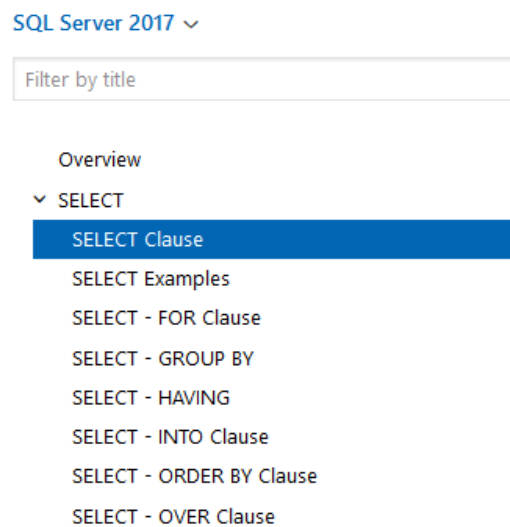 SQL Server 2017
Filter by title
Overview
SELECT
SELECT Clause
SELECT Examples
SELECT - FOR Clause
SELECT - GROUP BY
SELECT - HAVING
SELECT - INTO Clause
SELECT - ORDER BY Clause
SELECT - OVER Clause